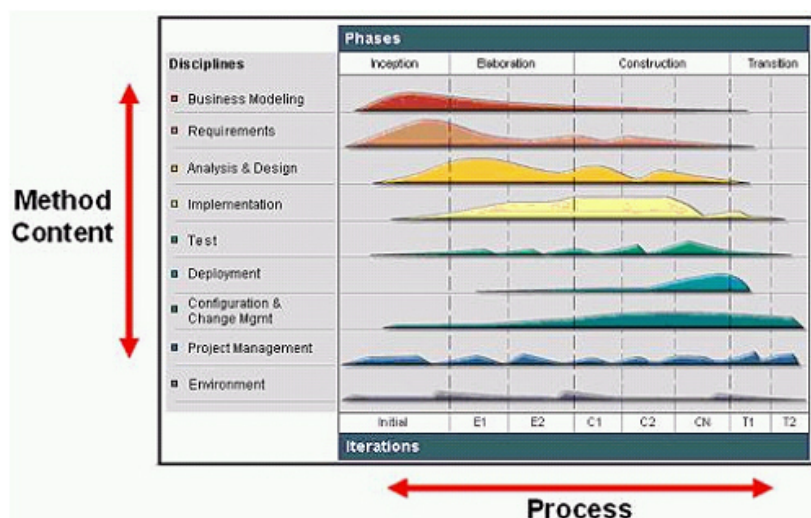 Phases
Disciplines
Inception Elaboration Construction Transition
Business Modeling
Requirements
Analysis & Design
Implementation
Test
Deployment
Configuration &
Change Mgmt
Project Management
Environment
Method
Content
Initial E1 E2 C1 C2 CN T1 T2
Iterations
Process